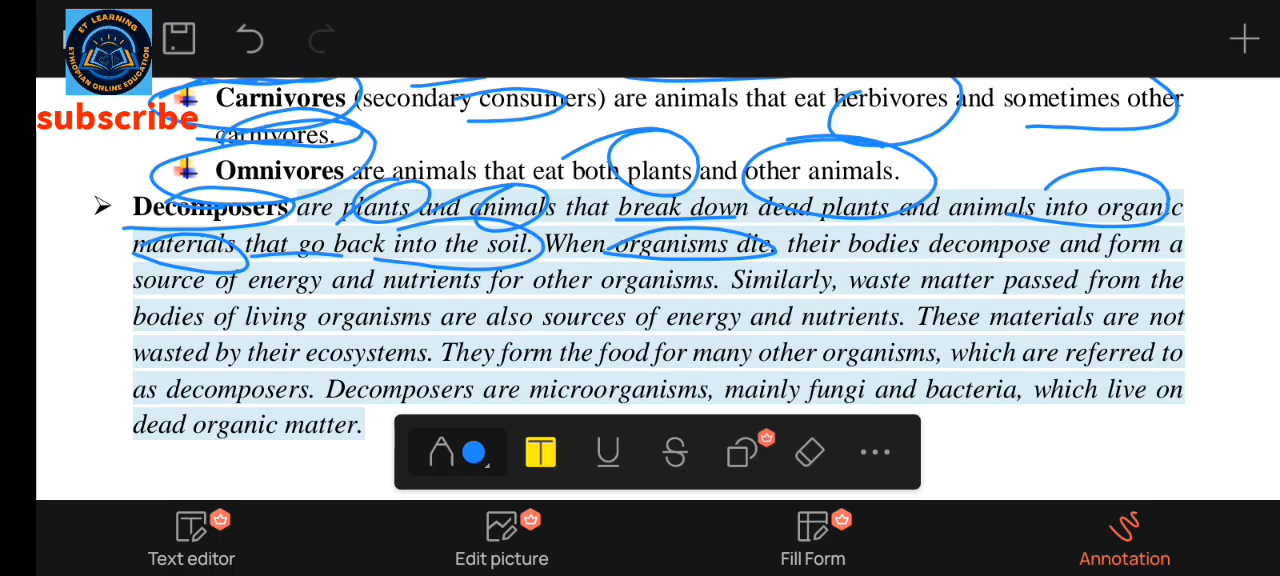 ET LEARNING
ETHIOPIAN ONLINE EDUCATION
subscribe
Carnivores (secondary consumers) are animals that eat herbivores and sometimes other
carnivores.
Omnivores are animals that eat both plants and other animals.
➢ Decomposers are plants and animals that break down dead plants and animals into organic
materials that go back into the soil. When organisms die, their bodies decompose and form a
source of energy and nutrients for other organisms. Similarly, waste matter passed from the
bodies of living organisms are also sources of energy and nutrients. These materials are not
wasted by their ecosystems. They form the food for many other organisms, which are referred to
as decomposers. Decomposers are microorganisms, mainly fungi and bacteria, which live on
dead organic matter.
Text editor
Edit picture
Fill Form
Annotation